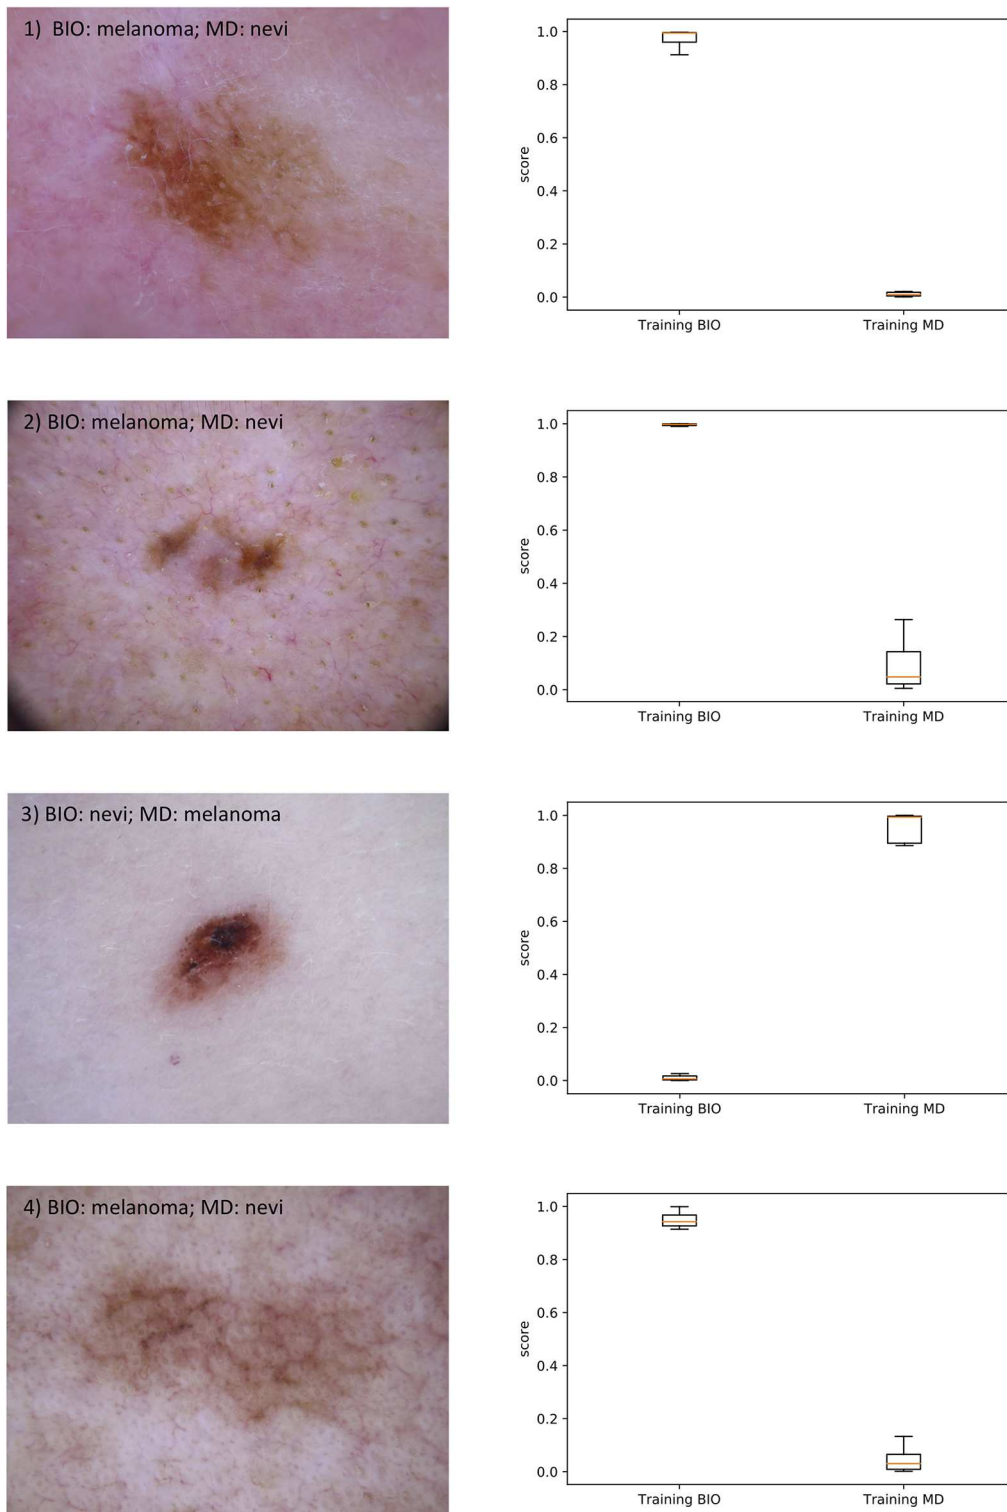 1) BIO: melanoma; MD: nevi
1.0
0.8
0.6
0.4
0.2
0.0
score
Training BIO
Training MD
2) BIO: melanoma; MD: nevi
1.0
0.8
0.6
0.4
0.2
0.0
score
Training BIO
Training MD
3) BIO: nevi; MD: melanoma
1.0
0.8
0.6
0.4
0.2
0.0
score
Training BIO
Training MD
4) BIO: melanoma; MD: nevi
1.0
0.8
0.6
0.4
0.2
0.0
score
Training BIO
Training MD